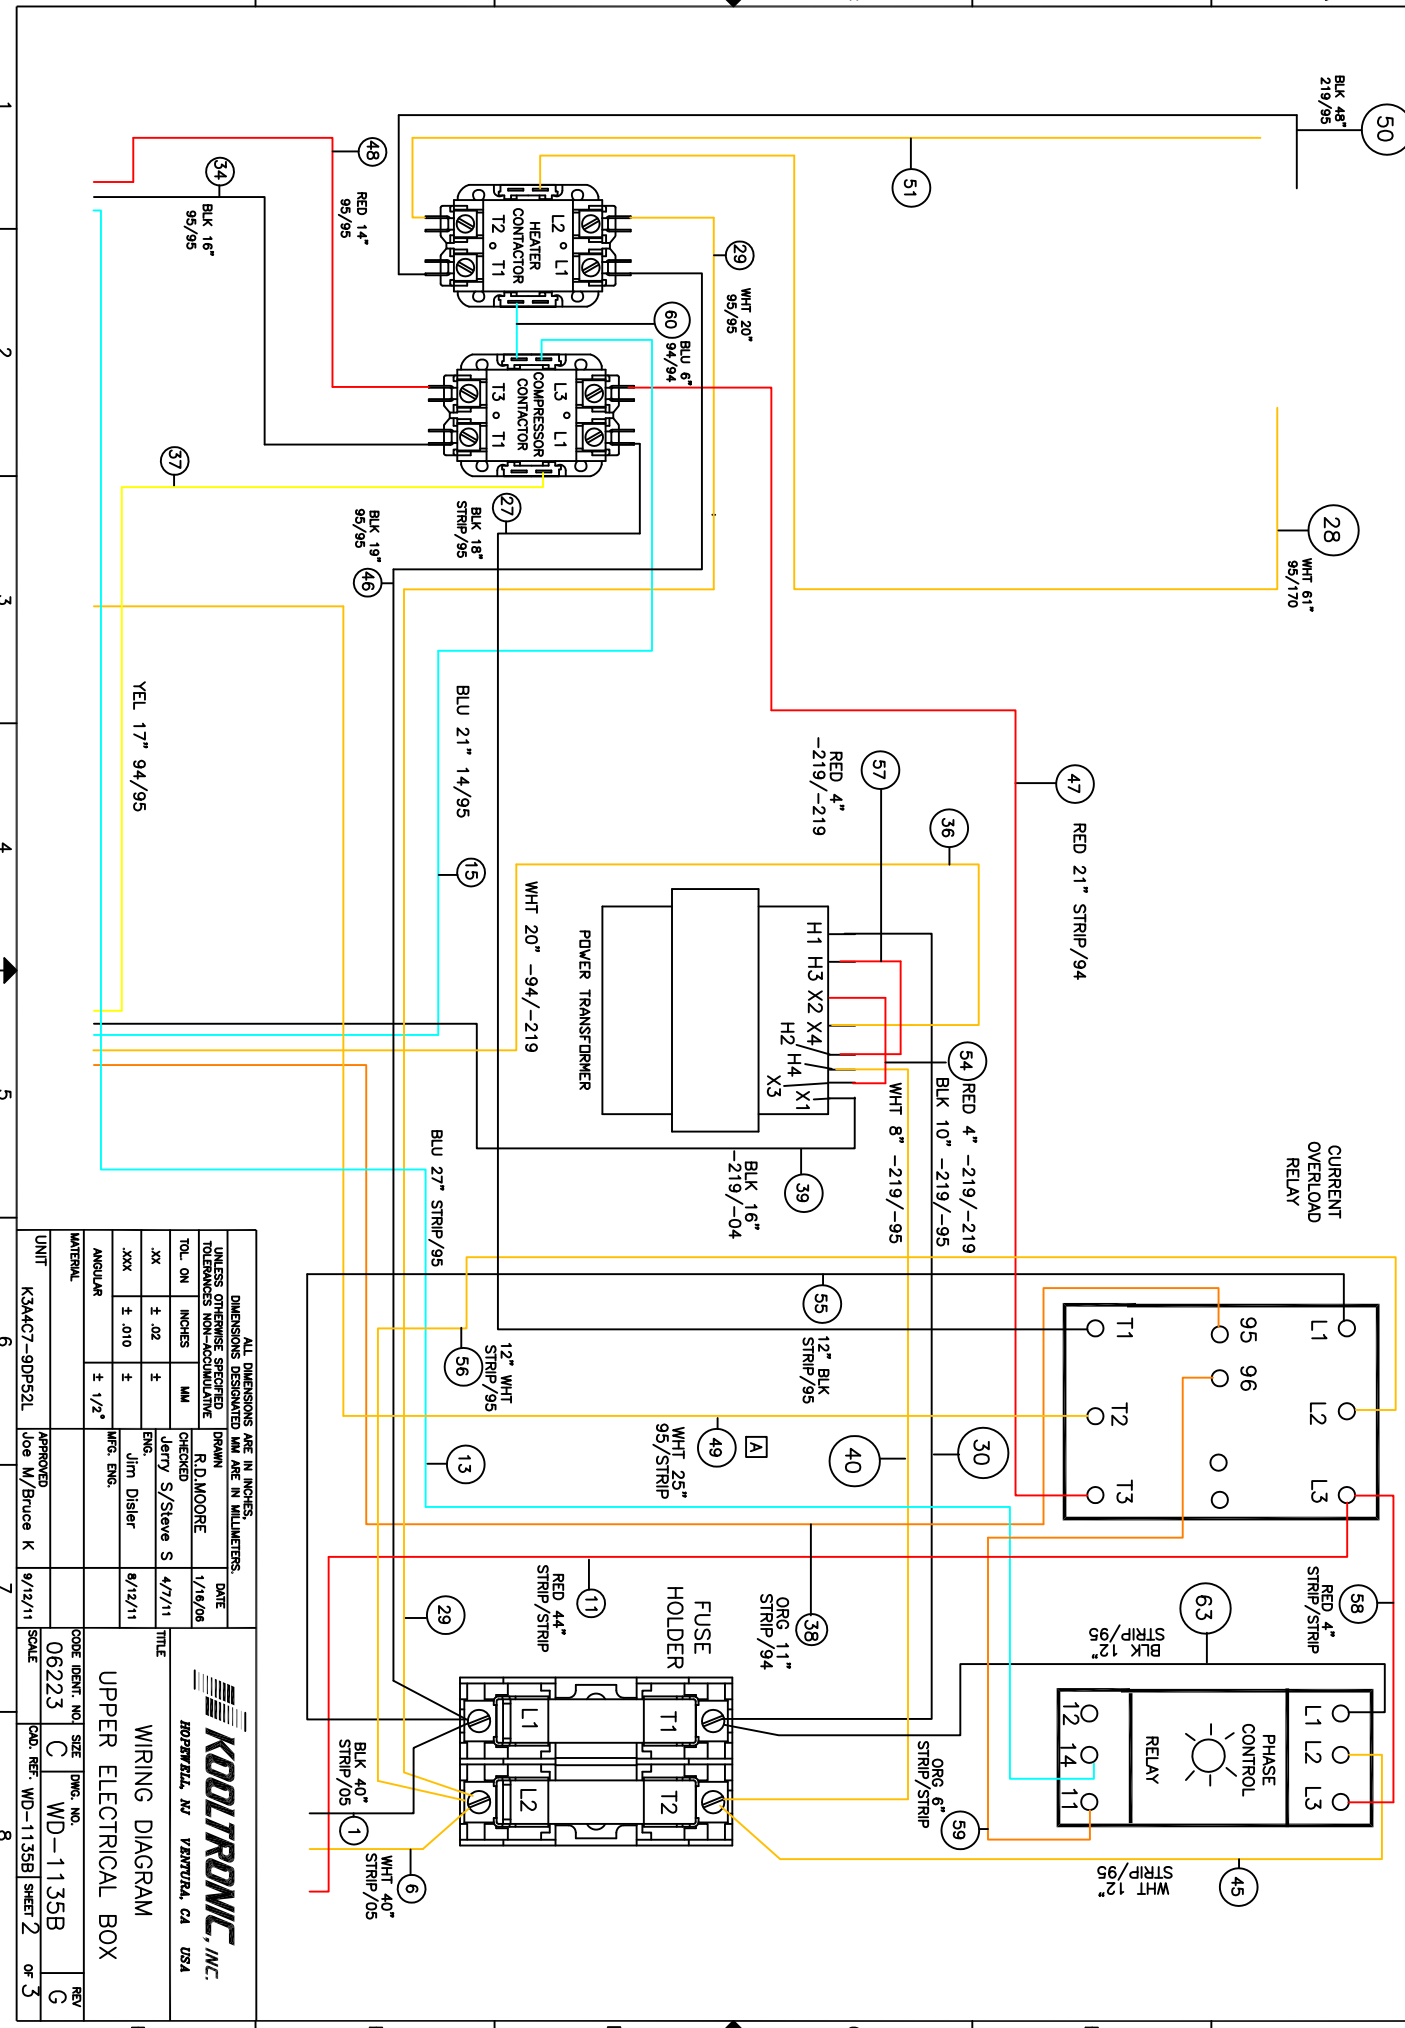 50
BLK 48"
219/95
51
28
WHT 61"
95/170
48
RED 14"
95/95
34
BLK 16"
95/95
HEATER
CONTACTOR
L2
L1
T2
T1
29
WHT 20"
95/95
60
BLU 6"
94/94
COMPRESSOR
CONTACTOR
L3
L1
T3
T1
37
YEL 17" 94/95
27
BLK 18"
STRIP/95
BLK 19"
95/95
46
47
RED 21" STRIP/94
57
RED 4"
-219/-219
36
BLU 21" 14/95
15
WHT 20" -94/-219
POWER TRANSFORMER
H1 H3 X2 X4
H2
H4
X3
X1
54
RED 4" -219/-219
BLK 10" -219/-95
WHT 8" -219/-95
39
BLK 16"
-219/-04
BLU 27" STRIP/95
CURRENT
OVERLOAD
RELAY
L1 L2 L3
95 96
T1 T2 T3
55
12" BLK
STRIP/95
56
12" WHT
STRIP/95
49
A
WHT 25"
95/STRIP
40
30
13
38
ORG 11"
STRIP/94
11
RED 44"
STRIP/STRIP
29
FUSE
HOLDER
T1
L1
T2
L2
BLK 40"
STRIP/05
1
WHT 40"
STRIP/05
6
58
RED 4"
STRIP/STRIP
63
BLK 12"
STRIP/95
PHASE
CONTROL
RELAY
L1 L2 L3
12 14 11
ORG 6"
STRIP/STRIP
59
45
WHT 12"
STRIP/95
ALL DIMENSIONS ARE IN INCHES,
DIMENSIONS DESIGNATED MM ARE IN MILLIMETERS.
UNLESS OTHERWISE SPECIFIED
TOLERANCES NON-ACCUMULATIVE
TOL ON INCHES MM
.XX ± .02 ±
.XXX ± .010 ±
ANGULAR ± 1/2°
MATERIAL
UNIT
K3A4C7-9DP52L
DRAWN
R.D.MOORE
DATE
1/16/06
CHECKED
Jerry S/Steve S
4/7/11
ENG.
Jim Disler
8/12/11
MFG. ENG.
APPROVED
Joe M/Bruce K
9/12/11
KOOLTRONIC, INC.
HOPEWELL, NJ VENTURA, CA USA
TITLE
WIRING DIAGRAM
UPPER ELECTRICAL BOX
CODE IDENT. NO.
06223
SIZE
C
DWG. NO.
WD-1135B
REV
G
SCALE
CAD. REF. WD-1135B
SHEET 2 OF 3
1
2
3
4
5
6
7
8